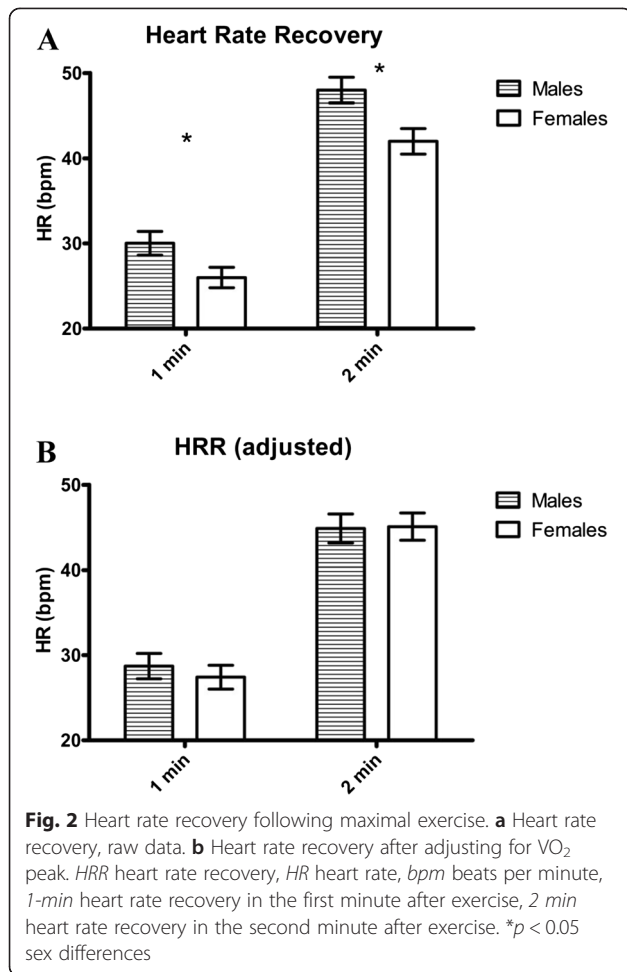 A
Heart Rate Recovery
50
40
30
20
HR (bpm)
*
*
Males
Females
1 min
2 min
B
HRR (adjusted)
50
40
30
20
HR (bpm)
Males
Females
1 min
2 min
Fig. 2 Heart rate recovery following maximal exercise. a Heart rate
recovery, raw data. b Heart rate recovery after adjusting for VO₂
peak. HRR heart rate recovery, HR heart rate, bpm beats per minute,
1-min heart rate recovery in the first minute after exercise, 2 min
heart rate recovery in the second minute after exercise. *p < 0.05
sex differences